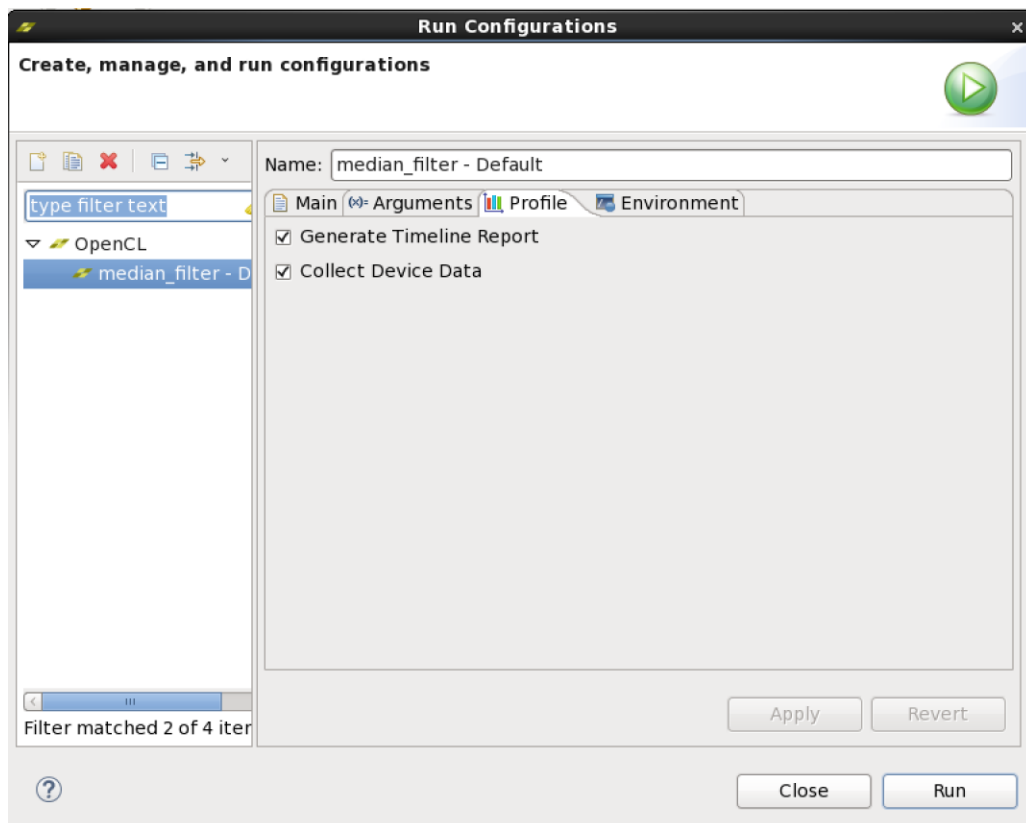 Run Configurations
Create, manage, and run configurations
Name: median_filter - Default
type filter text
Main (x)= Arguments Profile Environment
Generate Timeline Report
OpenCL
Collect Device Data
median_filter - D
Filter matched 2 of 4 iter
Apply Revert
? Close Run